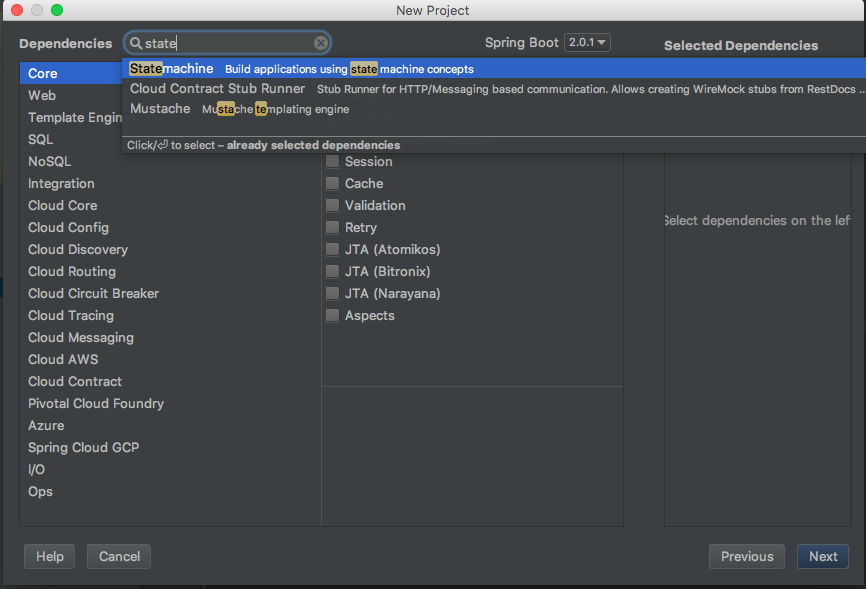 New Project
Dependencies state Spring Boot 2.0.1 Selected Dependencies
Statemachine Build applications using state machine concepts
Cloud Contract Stub Runner Stub Runner for HTTP/Messaging based communication. Allows creating WireMock stubs from RestDocs ...
Mustache Mustache templating engine
Click/⏎ to select – already selected dependencies
Core
Web
Template Engin
SQL
NoSQL
Integration
Cloud Core
Cloud Config
Cloud Discovery
Cloud Routing
Cloud Circuit Breaker
Cloud Tracing
Cloud Messaging
Cloud AWS
Cloud Contract
Pivotal Cloud Foundry
Azure
Spring Cloud GCP
I/O
Ops
Session
Cache
Validation
Retry
JTA (Atomikos)
JTA (Bitronix)
JTA (Narayana)
Aspects
Select dependencies on the lef
Help Cancel Previous Next